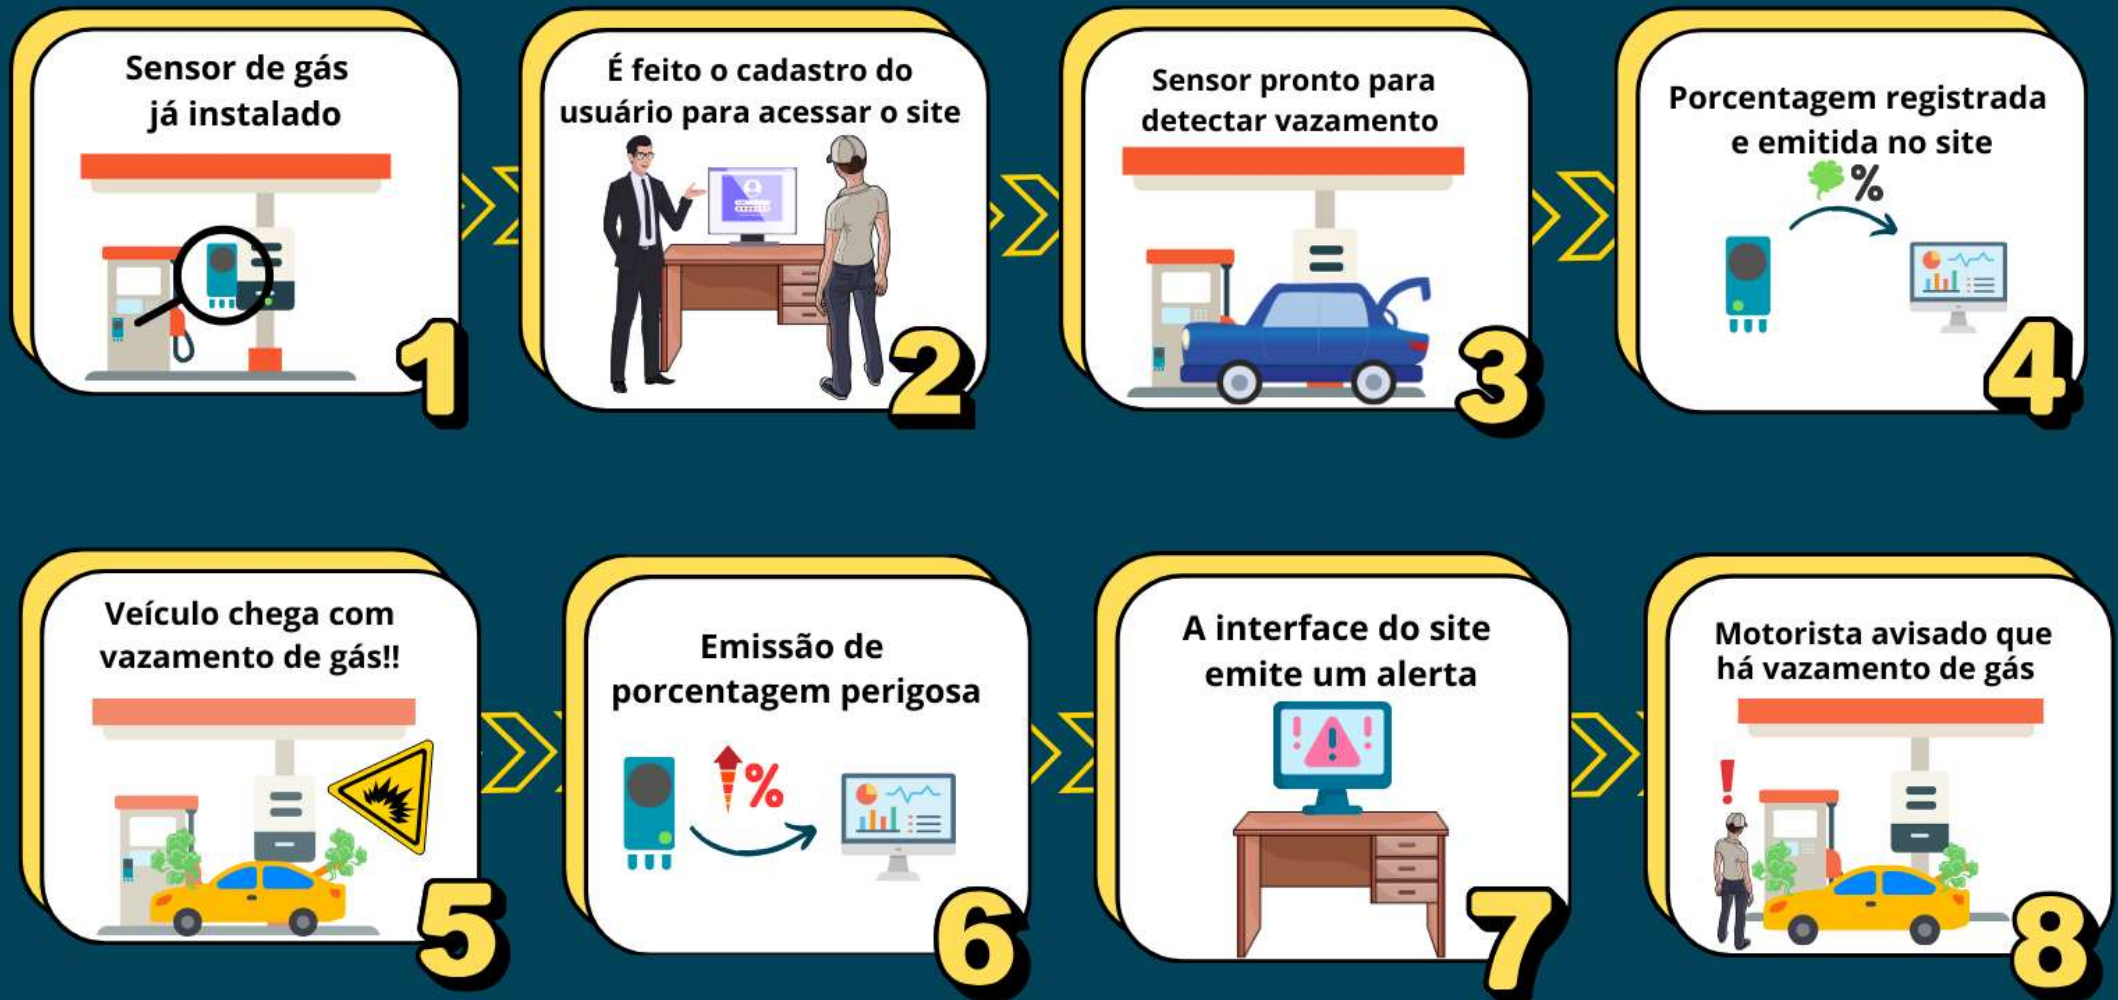 Sensor de gás
já instalado
1
É feito o cadastro do
usuário para acessar o site
2
Sensor pronto para
detectar vazamento
3
Porcentagem registrada
e emitida no site
%
4
Veículo chega com
vazamento de gás!!
5
Emissão de
porcentagem perigosa
%
6
A interface do site
emite um alerta
! ! !
7
Motorista avisado que
há vazamento de gás
!
8